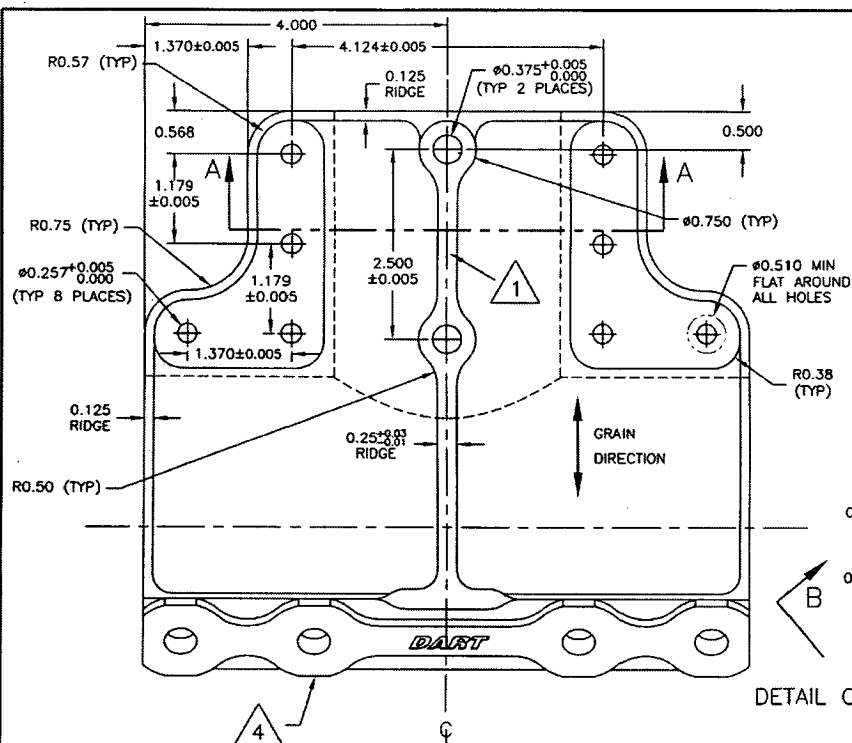 4.000
1.370±0.005
4.124±0.005
R0.57 (TYP)
0.125
RIDGE
ø0.375+0.005
0.000
(TYP 2 PLACES)
0.568
0.500
A
A
1.179
±0.005
R0.75 (TYP)
ø0.750 (TYP)
2.500
±0.005
ø0.257+0.005
0.000
(TYP 8 PLACES)
1.179
±0.005
1
ø0.510 MIN
FLAT AROUND
ALL HOLES
1.370±0.005
R0.38
(TYP)
0.125
RIDGE
0.25+0.03
-0.01
RIDGE
GRAIN
DIRECTION
R0.50 (TYP)
B
DART
DETAIL
4